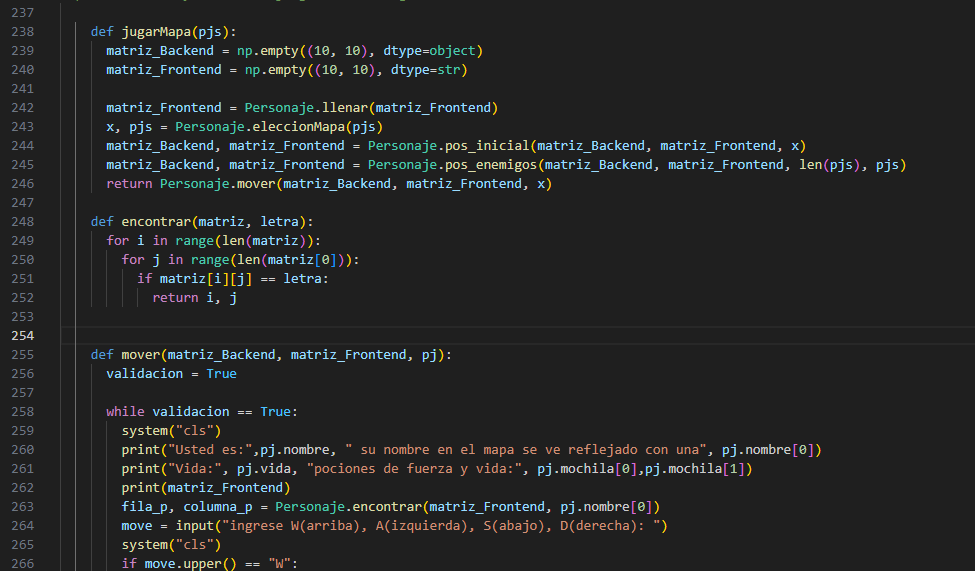 237
238 def jugarMapa(pjs):
239 matriz_Backend = np.empty((10, 10), dtype=object)
240 matriz_Frontend = np.empty((10, 10), dtype=str)
241
242 matriz_Frontend = Personaje.llenar(matriz_Frontend)
243 x, pjs = Personaje.eleccionMapa(pjs)
244 matriz_Backend, matriz_Frontend = Personaje.pos_inicial(matriz_Backend, matriz_Frontend, x)
245 matriz_Backend, matriz_Frontend = Personaje.pos_enemigos(matriz_Backend, matriz_Frontend, len(pjs), pjs)
246 return Personaje.mover(matriz_Backend, matriz_Frontend, x)
247
248 def encontrar(matriz, letra):
249 for i in range(len(matriz)):
250 for j in range(len(matriz[0])):
251 if matriz[i][j] == letra:
252 return i, j
253
254
255 def mover(matriz_Backend, matriz_Frontend, pj):
256 validacion = True
257
258 while validacion == True:
259 system("cls")
260 print("Usted es:",pj.nombre, " su nombre en el mapa se ve reflejado con una", pj.nombre[0])
261 print("Vida:", pj.vida, "pociones de fuerza y vida:", pj.mochila[0],pj.mochila[1])
262 print(matriz_Frontend)
263 fila_p, columna_p = Personaje.encontrar(matriz_Frontend, pj.nombre[0])
264 move = input("ingrese W(arriba), A(izquierda), S(abajo), D(derecha): ")
265 system("cls")
266 if move.upper() == "W":